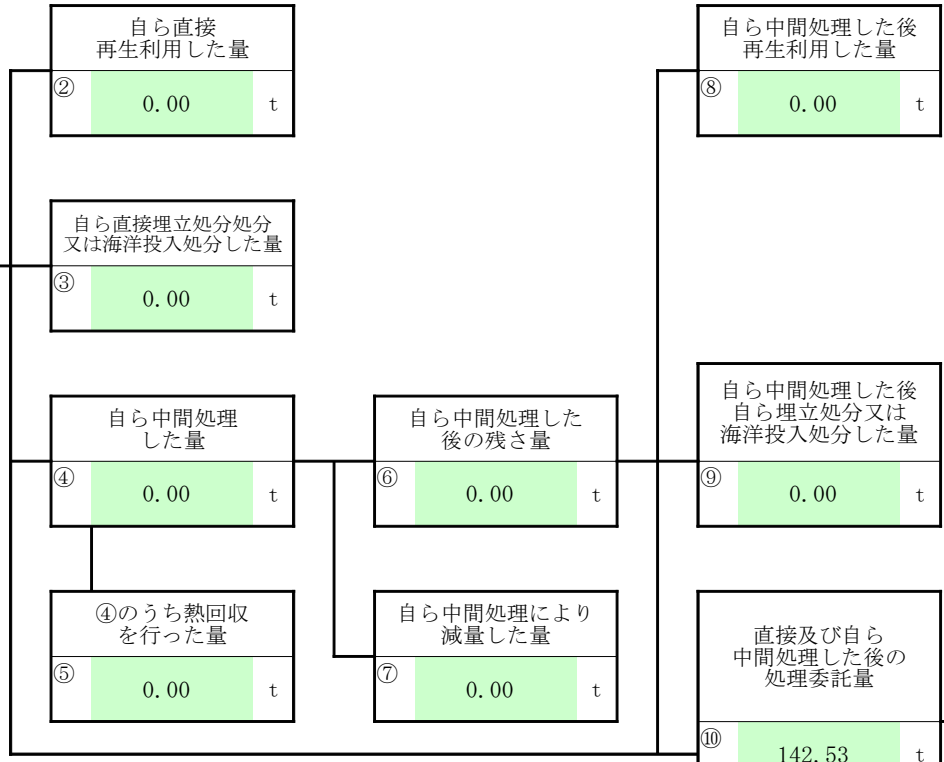 自ら直接
再生利用した量
② 0.00 t
自ら中間処理した後
再生利用した量
⑧ 0.00 t
自ら直接埋立処分処分
又は海洋投入処分した量
③ 0.00 t
自ら中間処理
した量
④ 0.00 t
自ら中間処理した
後の残さ量
⑥ 0.00 t
自ら中間処理した後
自ら埋立処分又は
海洋投入処分した量
⑨ 0.00 t
④のうち熱回収
を行った量
⑤ 0.00 t
自ら中間処理により
減量した量
⑦ 0.00 t
直接及び自ら
中間処理した後の
処理委託量
⑩ 142.53 t